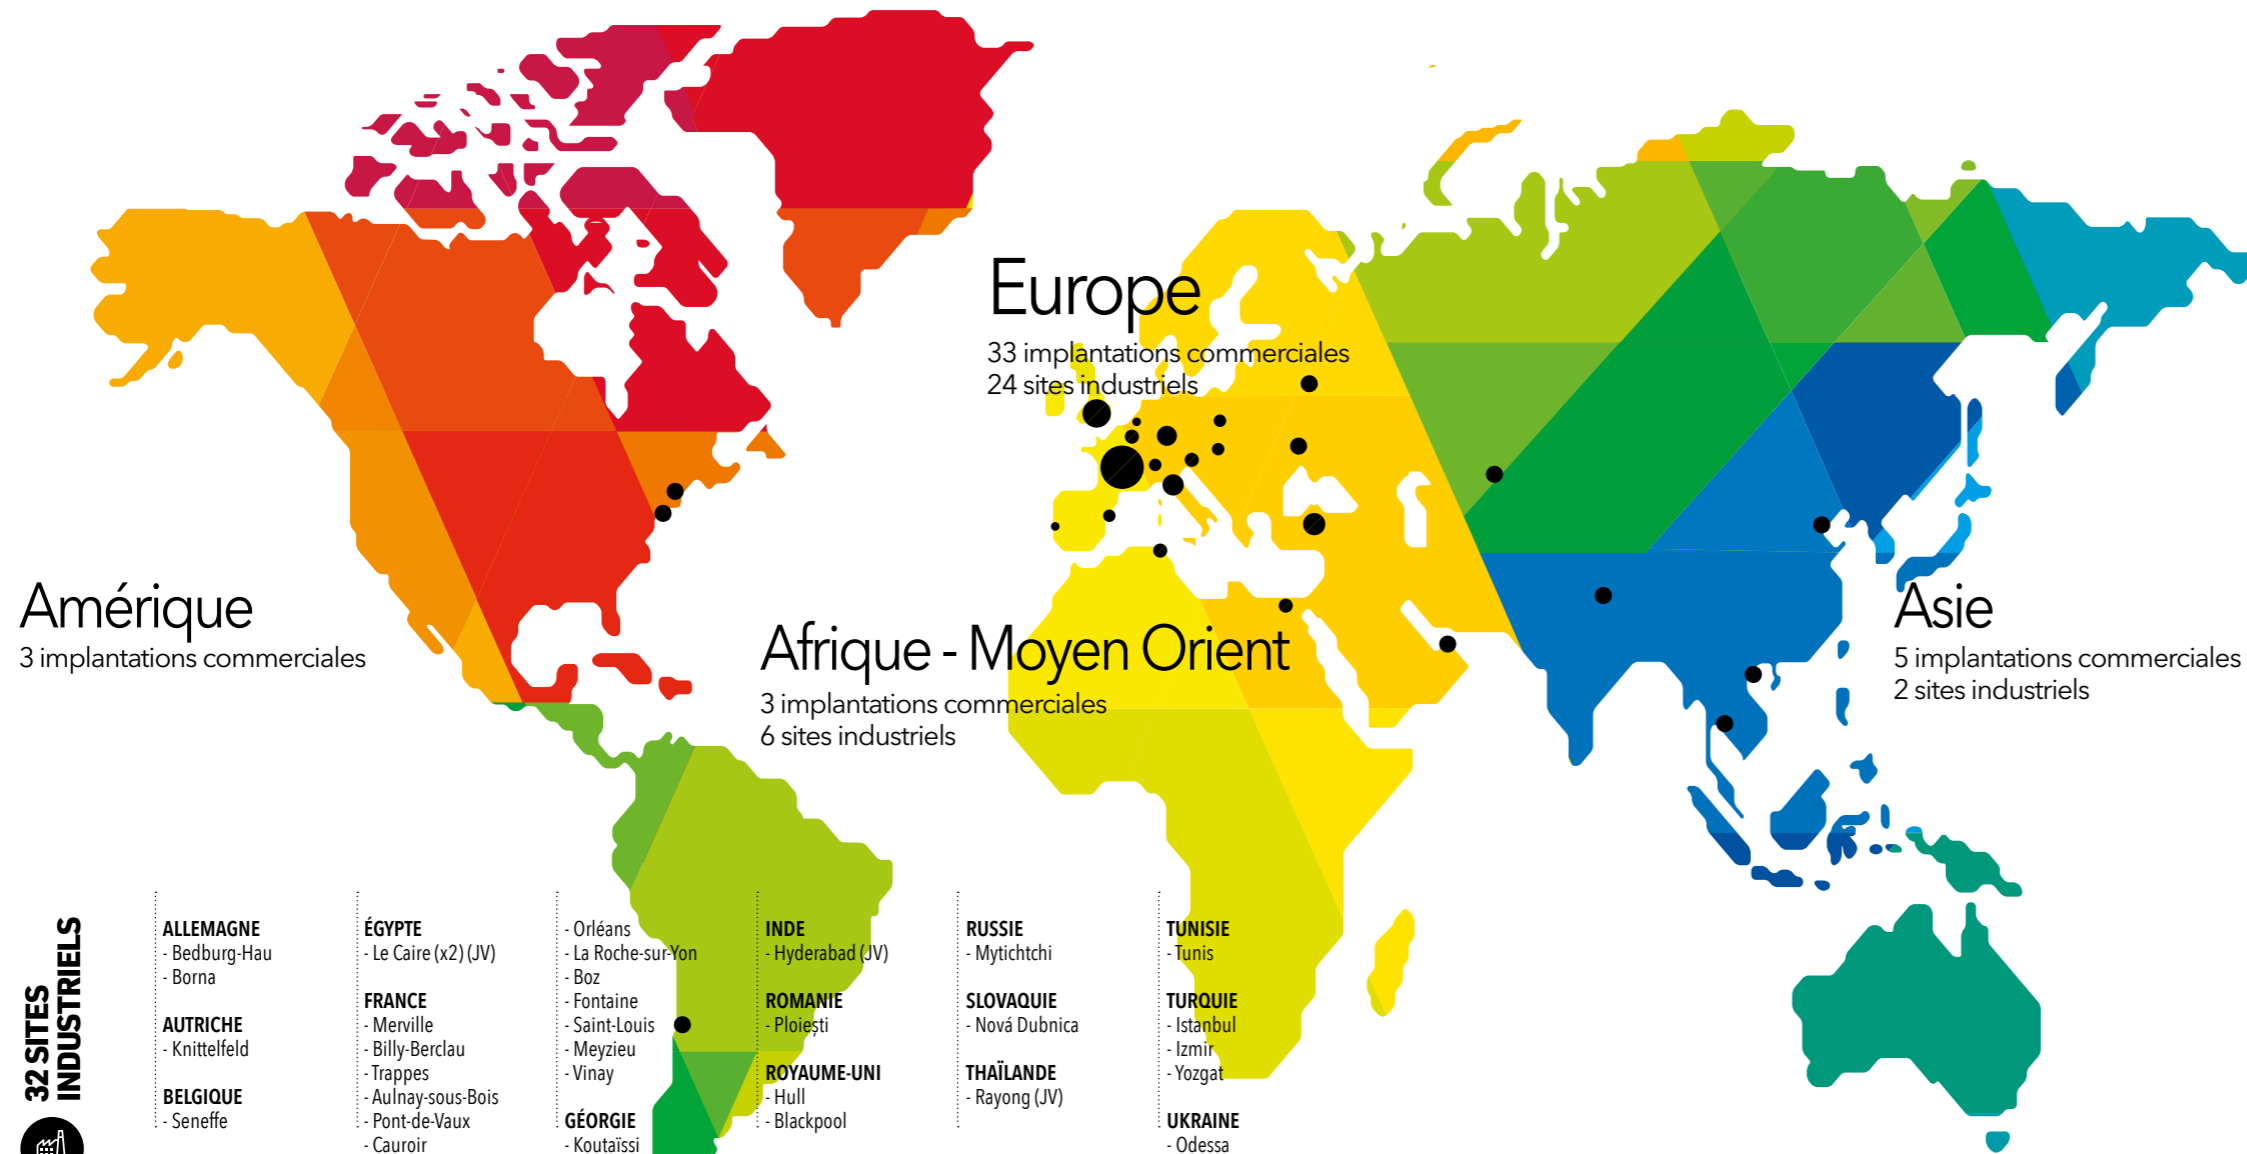 Europe
33 implantations commerciales
24 sites industriels
Amérique
3 implantations commerciales
Afrique - Moyen Orient
3 implantations commerciales
6 sites industriels
Asie
5 implantations commerciales
2 sites industriels
32 SITES
INDUSTRIELS
ALLEMAGNE
- Bedburg-Hau
- Borna
AUTRICHE
- Knittelfeld
BELGIQUE
- Seneffe
ÉGYPTE
- Le Caire (x2) (JV)
FRANCE
- Merville
- Billy-Berclau
- Trappes
- Aulnay-sous-Bois
- Pont-de-Vaux
- Cauroir
- Orléans
- La Roche-sur-Yon
- Boz
- Fontaine
- Saint-Louis
- Meyzieu
- Vinay
GÉORGIE
- Koutaïssi
INDE
- Hyderabad (JV)
ROMANIE
- Ploiești
ROYAUME-UNI
- Hull
- Blackpool
RUSSIE
- Mytichtchi
SLOVAQUIE
- Nová Dubnica
THAÏLANDE
- Rayong (JV)
TUNISIE
- Tunis
TURQUIE
- Istanbul
- Izmir
- Yozgat
UKRAINE
- Odessa